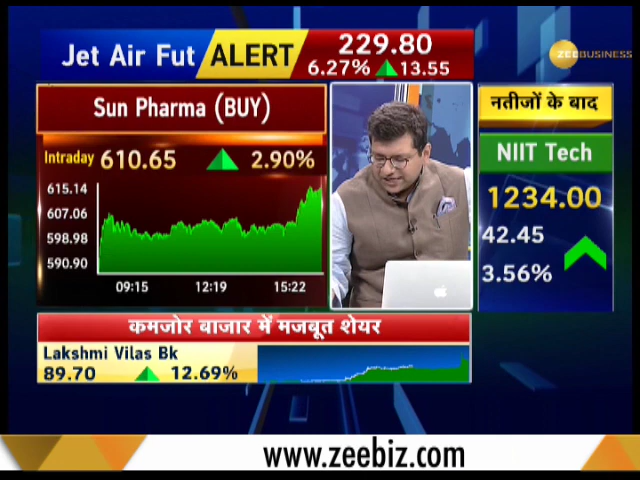 Jet Air Fut ALERT 229.80
6.27% 13.55
ZEEBUSINESS
Sun Pharma (BUY)
Intraday 610.65 2.90%
615.14
607.06
598.98
590.90
09:15 12:19 15:22
नतीजों के बाद
NIIT Tech
1234.00
42.45
3.56%
कमजोर बाजार में मजबूत शेयर
Lakshmi Vilas Bk
89.70 12.69%
www.zeebiz.com